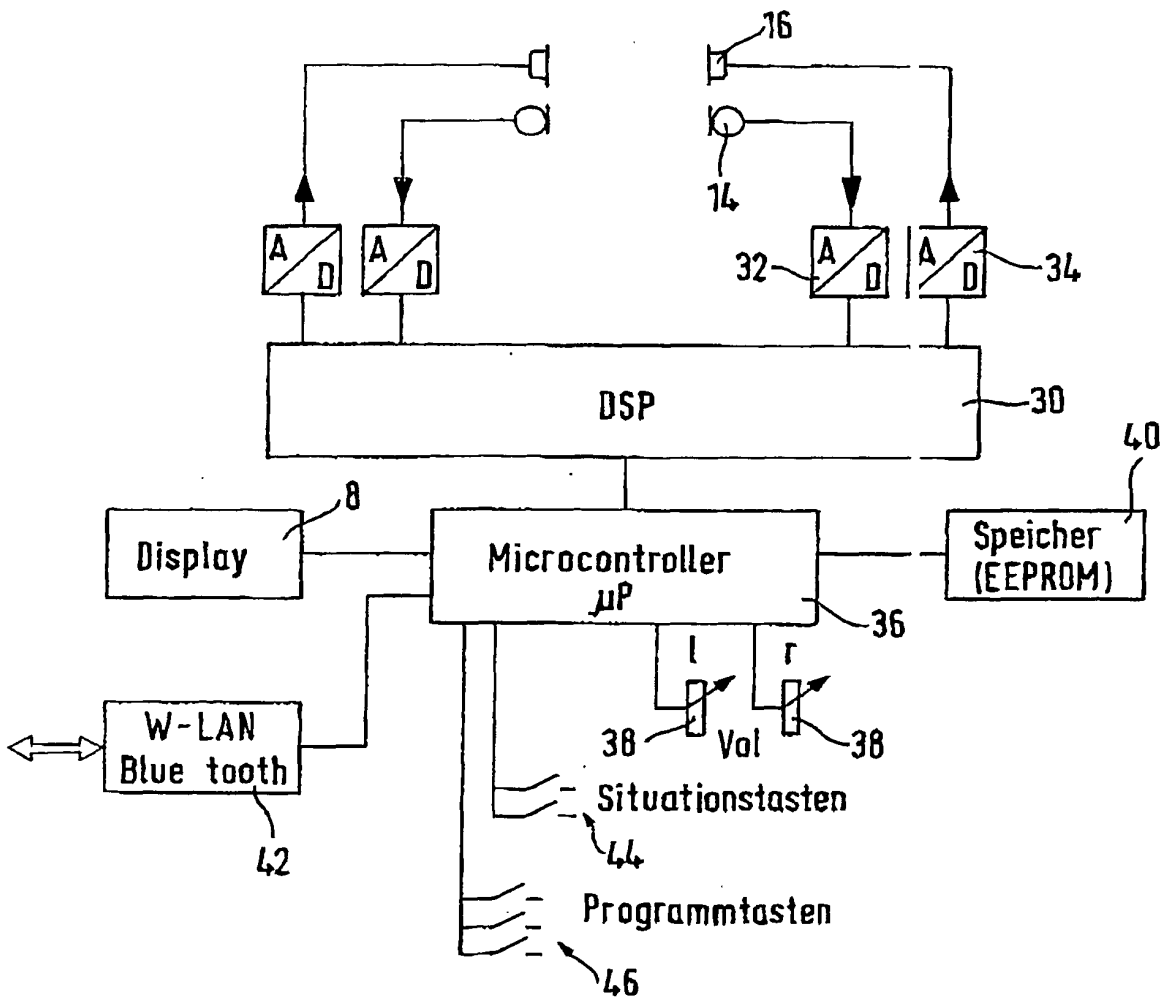 16
14
A D
A D
32 A D
A D 34
DSP
30
40
8
Display
Microcontroller
µP
Speicher
(EEPROM)
36
l r
W-LAN
Blue tooth
38 Vol 38
Situationstasten
42
44
Programmtasten
46